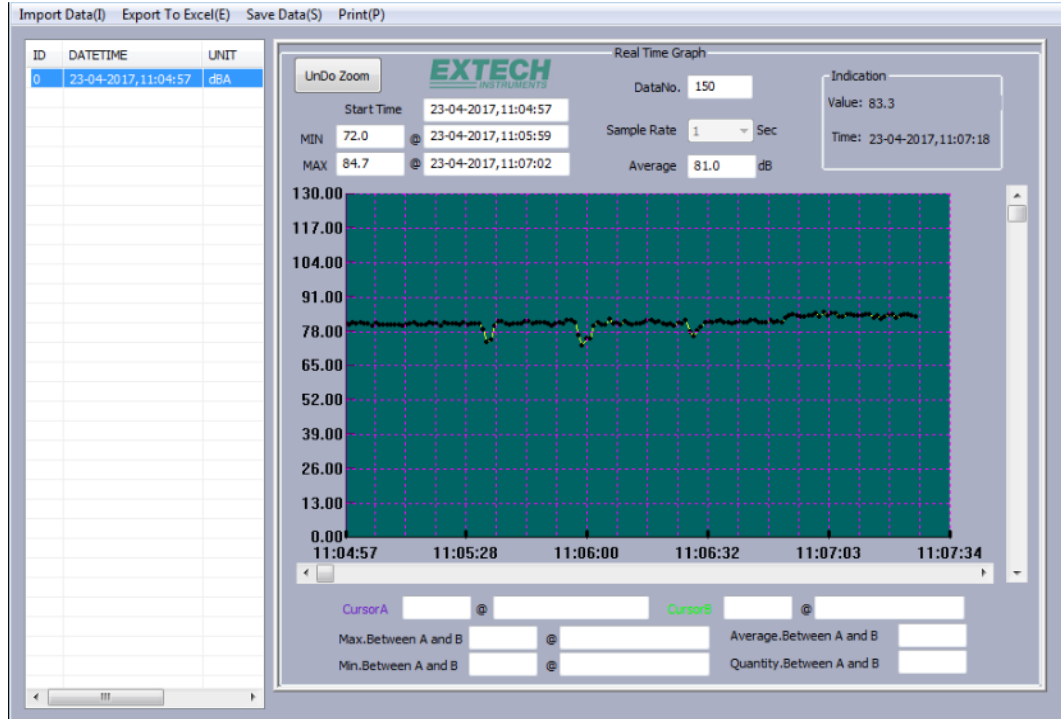 Import Data(I) Export To Excel(E) Save Data(S) Print(P)
ID DATETIME UNIT
0 23-04-2017,11:04:57 dBA
Real Time Graph
UnDo Zoom
EXTECH
INSTRUMENTS
DataNo. 150
Indication
Value: 83.3
Time: 23-04-2017,11:07:18
Start Time 23-04-2017,11:04:57
MIN 72.0 @ 23-04-2017,11:05:59
Sample Rate 1 Sec
MAX 84.7 @ 23-04-2017,11:07:02
Average 81.0 dB
130.00
117.00
104.00
91.00
78.00
65.00
52.00
39.00
26.00
13.00
0.00
11:04:57 11:05:28 11:06:00 11:06:32 11:07:03 11:07:34
CursorA @ CursorB @
Max.Between A and B @ Average.Between A and B
Min.Between A and B @ Quantity.Between A and B